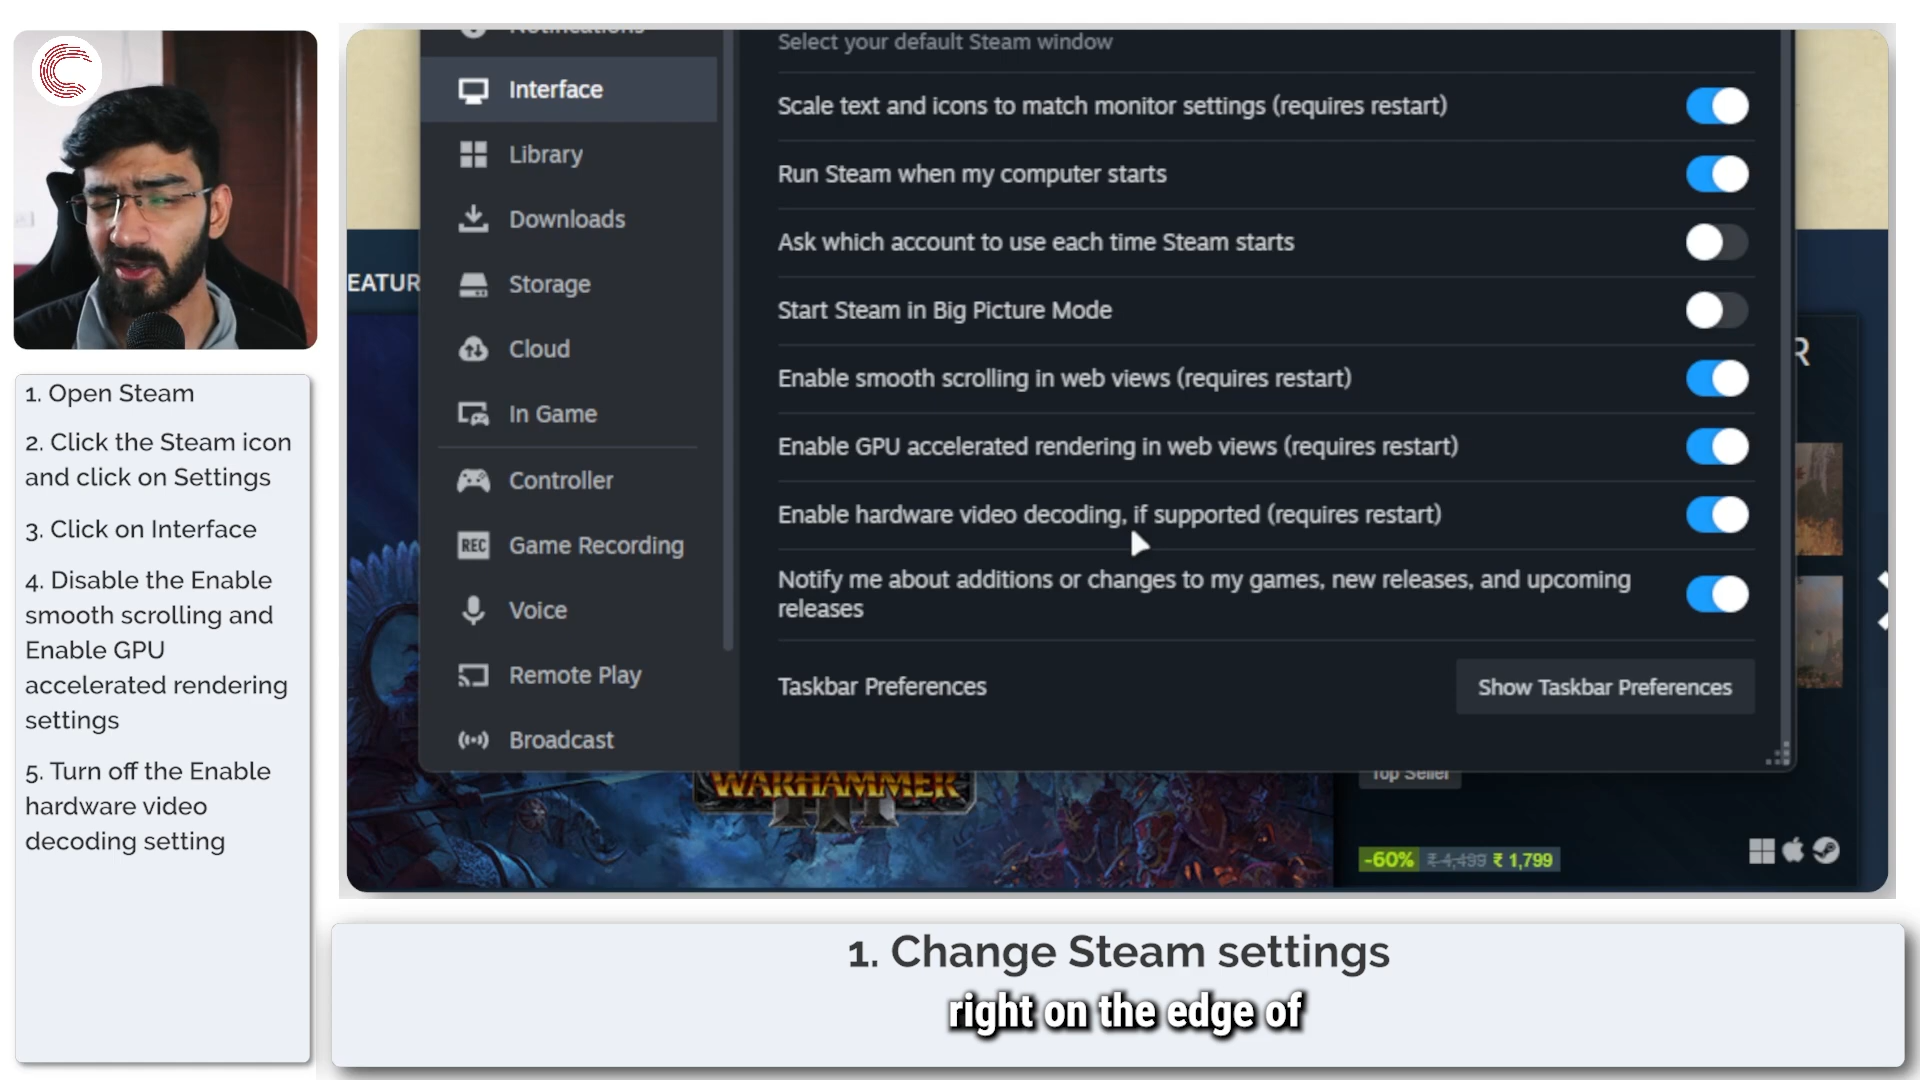 1. Open Steam
2. Click the Steam icon
and click on Settings
3. Click on Interface
4. Disable the Enable
smooth scrolling and
Enable GPU
accelerated rendering
settings
5. Turn off the Enable
hardware video
decoding setting
EATUR
Notifications
Interface
Library
Downloads
Storage
Cloud
In Game
Controller
REC Game Recording
Voice
Remote Play
Broadcast
Select your default Steam window
Scale text and icons to match monitor settings (requires restart)
Run Steam when my computer starts
Ask which account to use each time Steam starts
Start Steam in Big Picture Mode
Enable smooth scrolling in web views (requires restart)
Enable GPU accelerated rendering in web views (requires restart)
Enable hardware video decoding, if supported (requires restart)
Notify me about additions or changes to my games, new releases, and upcoming
releases
Taskbar Preferences
Show Taskbar Preferences
R
WARHAMMER
III
Top Seller
-60% ₹ 4,499 ₹ 1,799
1. Change Steam settings
right on the edge of